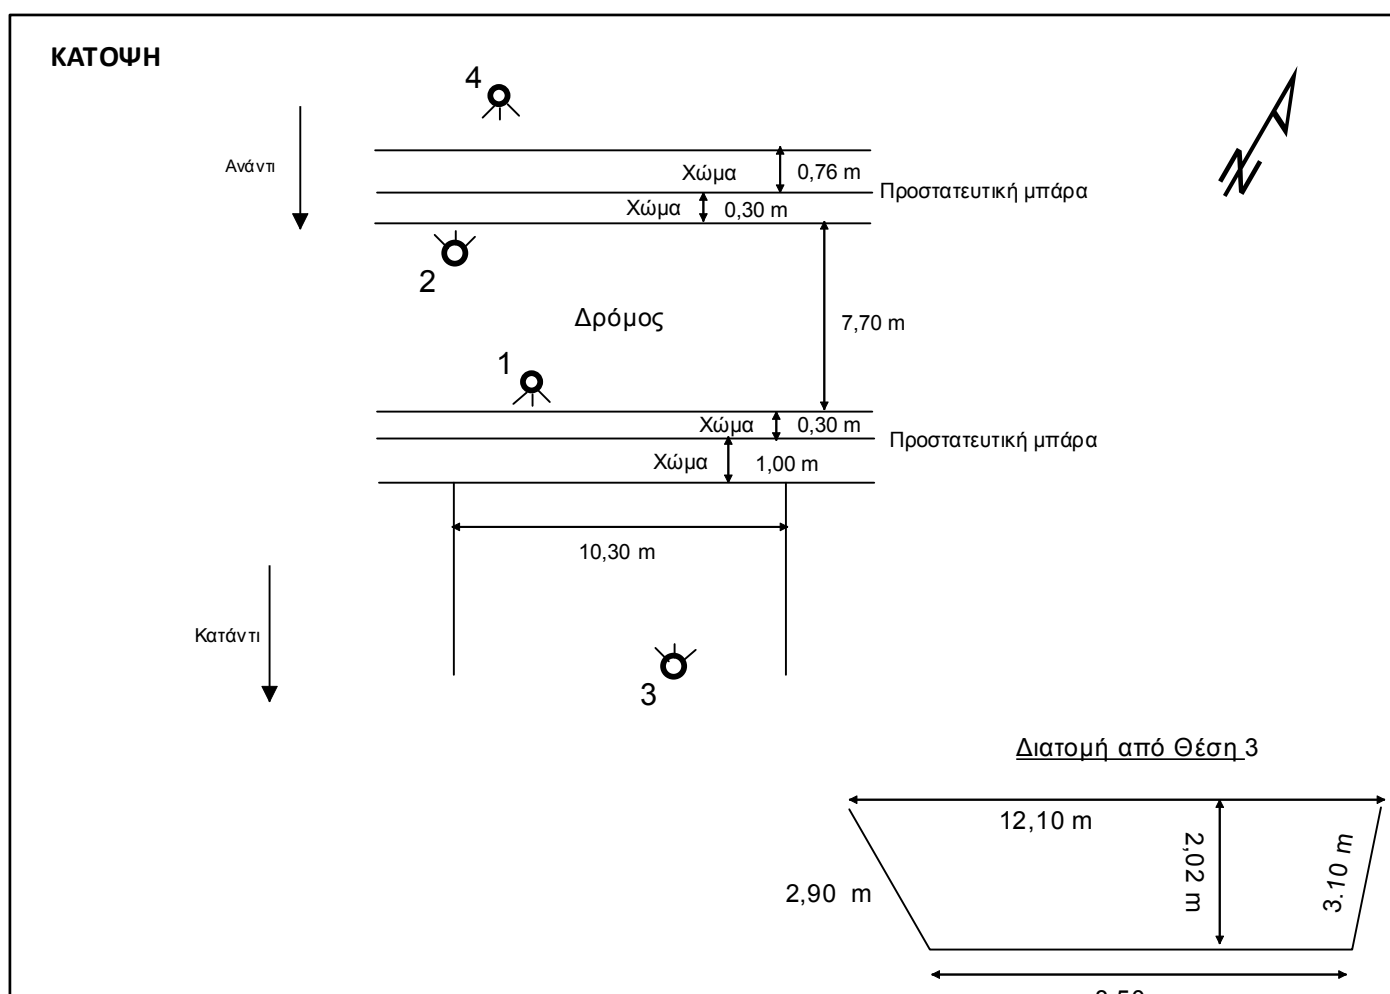 ΚΑΤΟΨΗ
4
Ανάντι
Χώμα 0,76 m
Προστατευτική μπάρα
Χώμα 0,30 m
2
Δρόμος
7,70 m
1
Χώμα 0,30 m
Προστατευτική μπάρα
Χώμα 1,00 m
10,30 m
Κατάντι
3
Διατομή από Θέση 3
12,10 m
2,02 m
2,90 m
3.10 m